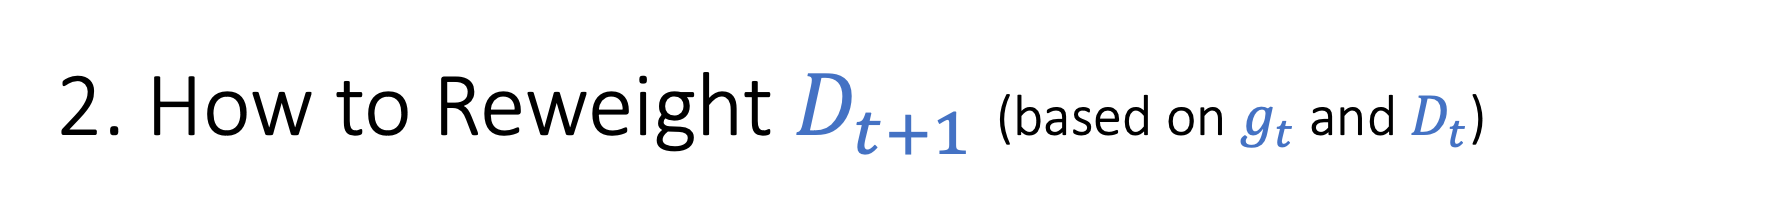 2. How to Reweight D_{t+1} (based on g_t and D_t)